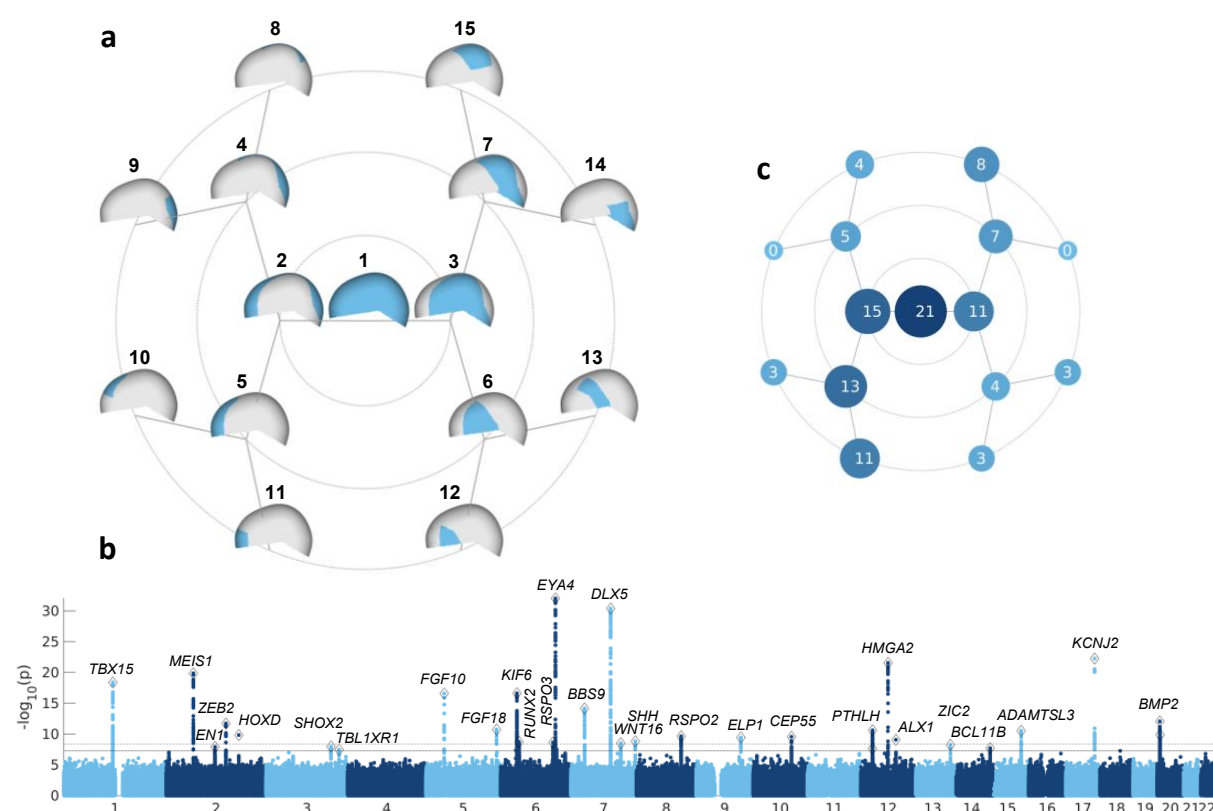 a
8
15
4
7
9
14
2
1
3
10
13
5
6
11
12
c
4
8
5
7
0
0
15
21
11
3
3
13
4
11
3
b
-log10(p)
30
25
20
15
10
5
0
TBX15
MEIS1
ZEB2
EN1
HOXD
SHOX2
TBL1XR1
FGF10
FGF18
KIF6
RUNX2
RSPO3
EYA4
BBS9
DLX5
WNT16
SHH
RSPO2
ELP1
CEP55
PTHLH
HMGA2
ALX1
ZIC2
BCL11B
ADAMTSL3
KCNJ2
BMP2
1 2 3 4 5 6 7 8 9 10 11 12 13 14 15 16 17 18 19 20 21 22